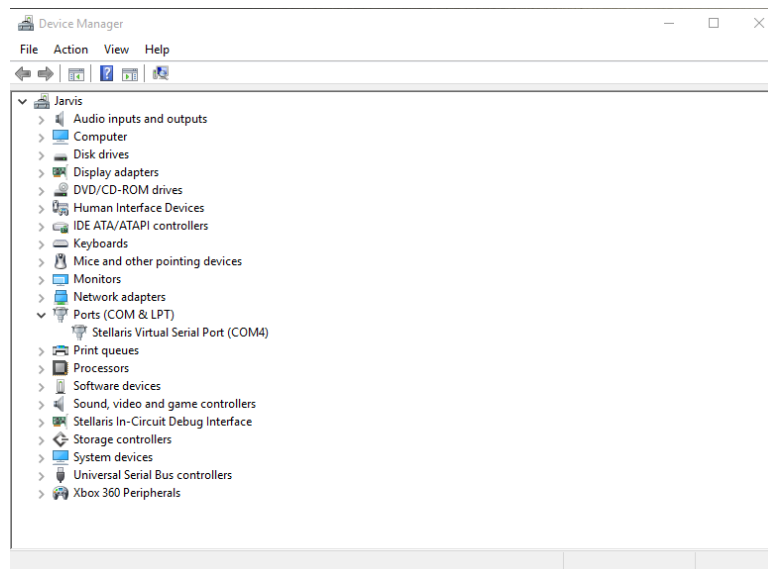 Device Manager
File Action View Help
Jarvis
Audio inputs and outputs
Computer
Disk drives
Display adapters
DVD/CD-ROM drives
Human Interface Devices
IDE ATA/ATAPI controllers
Keyboards
Mice and other pointing devices
Monitors
Network adapters
Ports (COM & LPT)
Stellaris Virtual Serial Port (COM4)
Print queues
Processors
Software devices
Sound, video and game controllers
Stellaris In-Circuit Debug Interface
Storage controllers
System devices
Universal Serial Bus controllers
Xbox 360 Peripherals